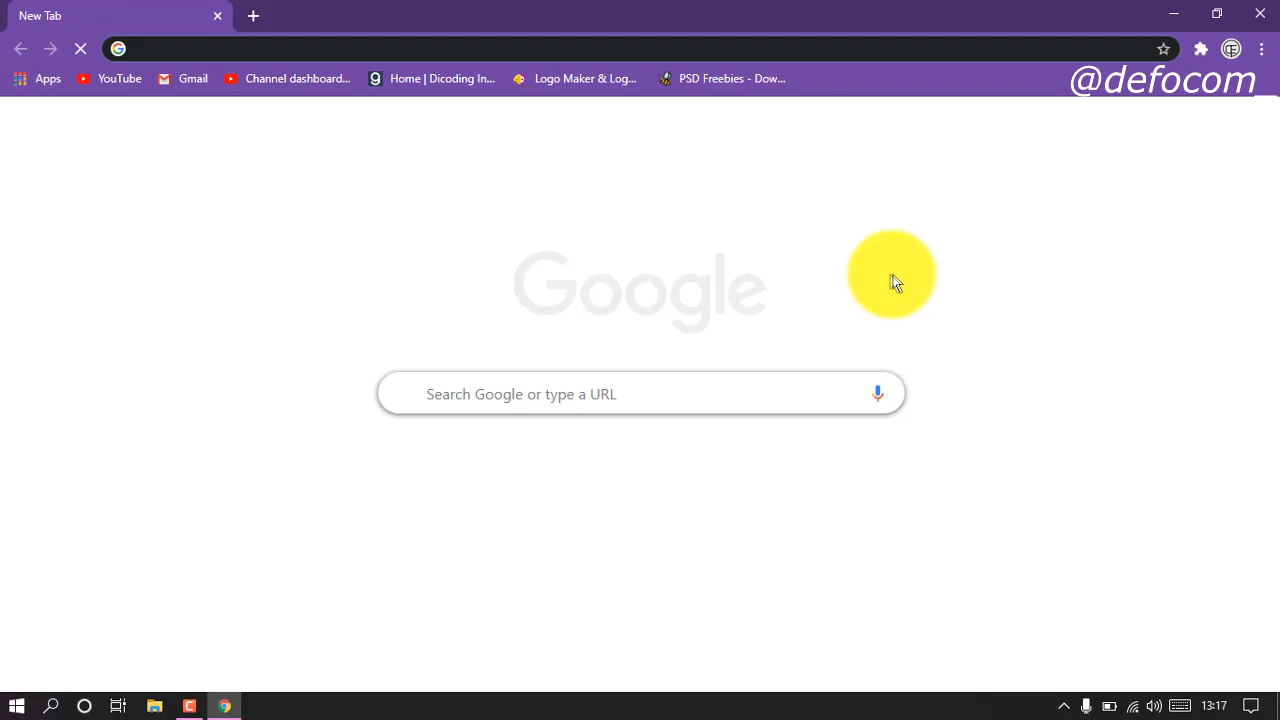 New Tab
Apps
YouTube
Gmail
Channel dashboard...
Home | Dicoding In...
Logo Maker & Log...
PSD Freebies - Dow...
@defocom_
Google
Search Google or type a URL
13:17